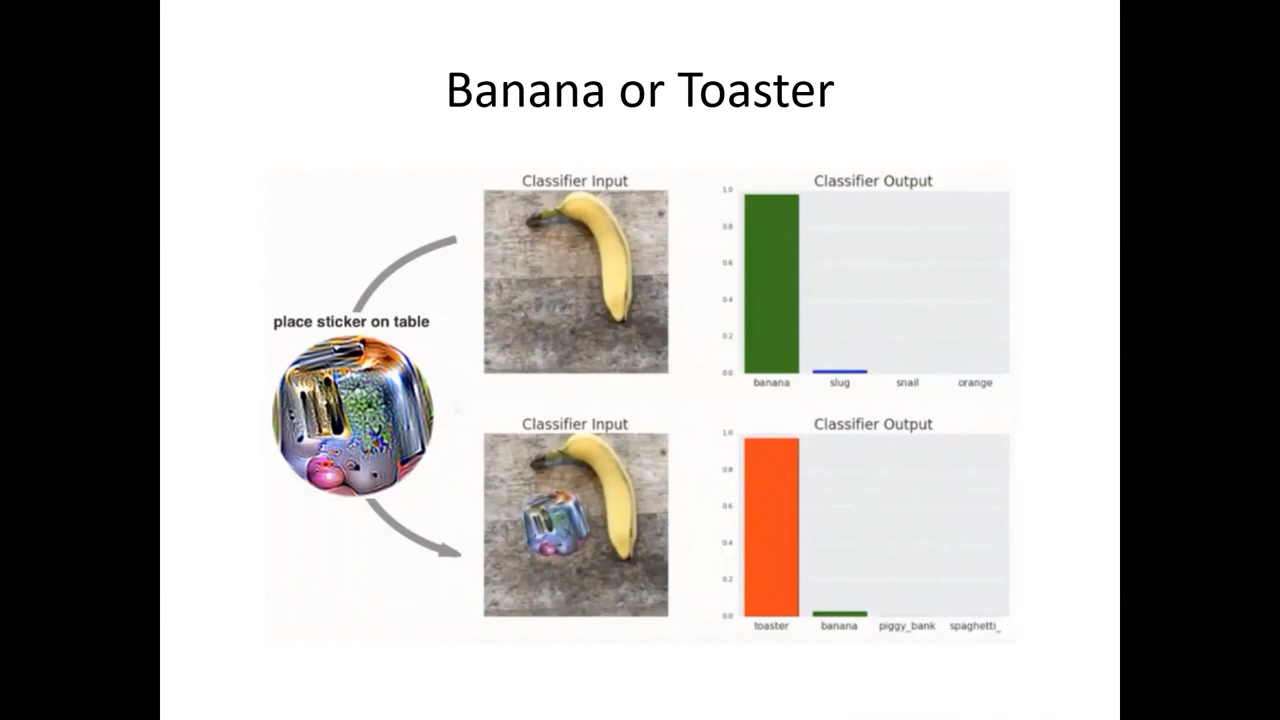 Banana or Toaster
Classifier Input
Classifier Output
1.0
0.8
0.6
0.4
0.2
0.0
banana
slug
snail
orange
place sticker on table
Classifier Input
Classifier Output
1.0
0.8
0.6
0.4
0.2
0.0
toaster
banana
piggy_bank
spaghetti_